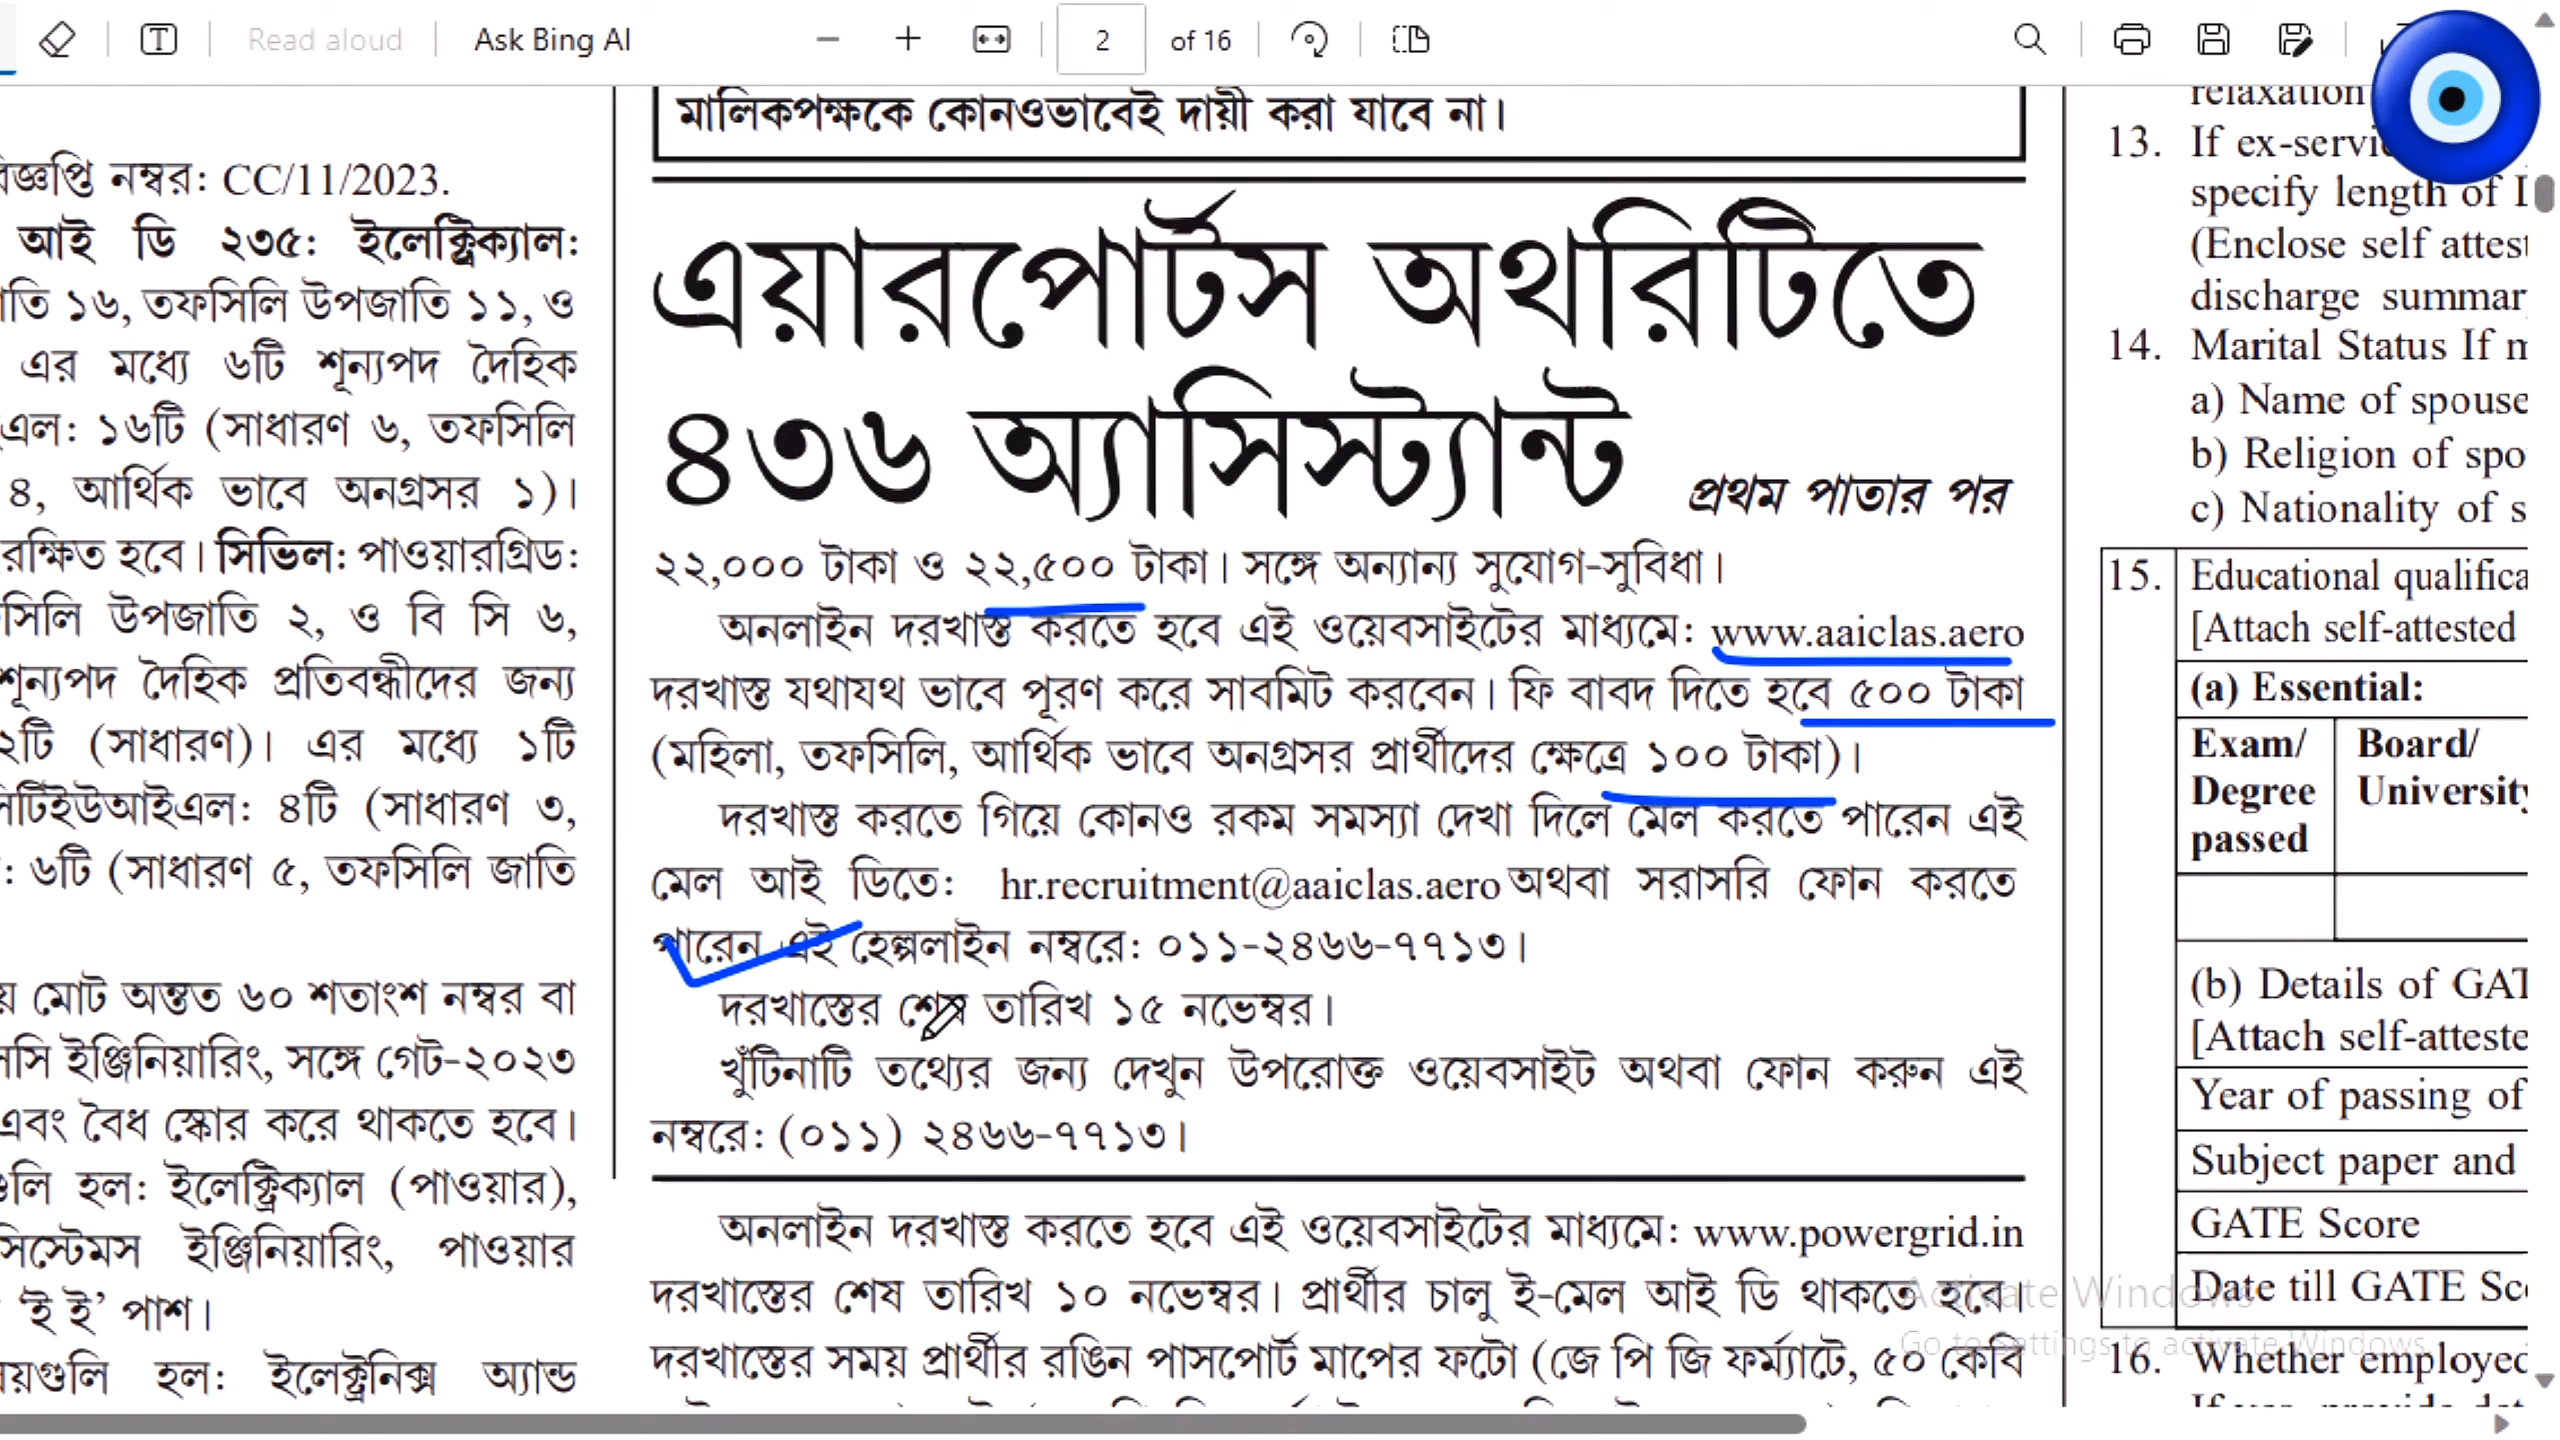 Read aloud
Ask Bing AI
2 of 16
বিজ্ঞপ্তি নম্বর: CC/11/2023.
আই ডি ২৩৫: ইলেক্ট্রিক্যাল:
১৬, তফসিলি উপজাতি ১১, ও
এর মধ্যে ৬টি শূন্যপদ দৈহিক
১৬টি (সাধারণ ৬, তফসিলি
৪, আর্থিক ভাবে অনগ্রসর ১)।
হবে। সিভিল: পাওয়ারগ্রিড:
উপজাতি ২, ও বি সি ৬,
শূন্যপদ দৈহিক প্রতিবন্ধীদের জন্য
২টি (সাধারণ)। এর মধ্যে ১টি
৪টি (সাধারণ ৩,
৬টি (সাধারণ ৫, তফসিলি জাতি
মোট অন্তত ৬০ শতাংশ নম্বর বা
ইঞ্জিনিয়ারিং, সঙ্গে গেট-২০২৩
এবং বৈধ স্কোর করে থাকতে হবে।
হল: ইলেক্ট্রিক্যাল (পাওয়ার),
সিস্টেমস ইঞ্জিনিয়ারিং, পাওয়ার
‘ই ই’ পাশ।
হল: ইলেক্ট্রনিক্স অ্যান্ড
মালিকপক্ষকে কোনওভাবেই দায়ী করা যাবে না।
এয়ারপোর্টস অথরিটিতে
৪৩৬ অ্যাসিস্ট্যান্ট প্রথম পাতার পর
২২,০০০ টাকা ও ২২,৫০০ টাকা। সঙ্গে অন্যান্য সুযোগ-সুবিধা।
অনলাইন দরখাস্ত করতে হবে এই ওয়েবসাইটের মাধ্যমে: www.aaiclas.aero
দরখাস্ত যথাযথ ভাবে পূরণ করে সাবমিট করবেন। ফি বাবদ দিতে হবে ৫০০ টাকা
(মহিলা, তফসিলি, আর্থিক ভাবে অনগ্রসর প্রার্থীদের ক্ষেত্রে ১০০ টাকা)।
দরখাস্ত করতে গিয়ে কোনও রকম সমস্যা দেখা দিলে মেল করতে পারেন এই
মেল আই ডিতে: hr.recruitment@aaiclas.aero অথবা সরাসরি ফোন করতে
পারেন এই হেল্পলাইন নম্বরে: ০১১-২৪৬৬-৭৭১৩।
দরখাস্তের শেষ তারিখ ১৫ নভেম্বর।
খুঁটিনাটি তথ্যের জন্য দেখুন উপরোক্ত ওয়েবসাইট অথবা ফোন করুন এই
নম্বরে: (০১১) ২৪৬৬-৭৭১৩।
অনলাইন দরখাস্ত করতে হবে এই ওয়েবসাইটের মাধ্যমে: www.powergrid.in
দরখাস্তের শেষ তারিখ ১০ নভেম্বর। প্রার্থীর চালু ই-মেল আই ডি থাকতে হবে।
দরখাস্তের সময় প্রার্থীর রঙিন পাসপোর্ট মাপের ফটো (জে পি জি ফর্ম্যাটে, ৫০ কেবি
relaxation
13. If ex-servi
specify length of
(Enclose self attest
discharge summar
14. Marital Status If
a) Name of spouse
b) Religion of spo
c) Nationality of s
15. Educational qualifica
[Attach self-attested
(a) Essential:
Exam/ Board/
Degree University
passed
(b) Details of GAT
[Attach self-atteste
Year of passing of
Subject paper and
GATE Score
Date till GATE Sc
16. Whether employed
Activate Windows
Go to Settings to activate Windows